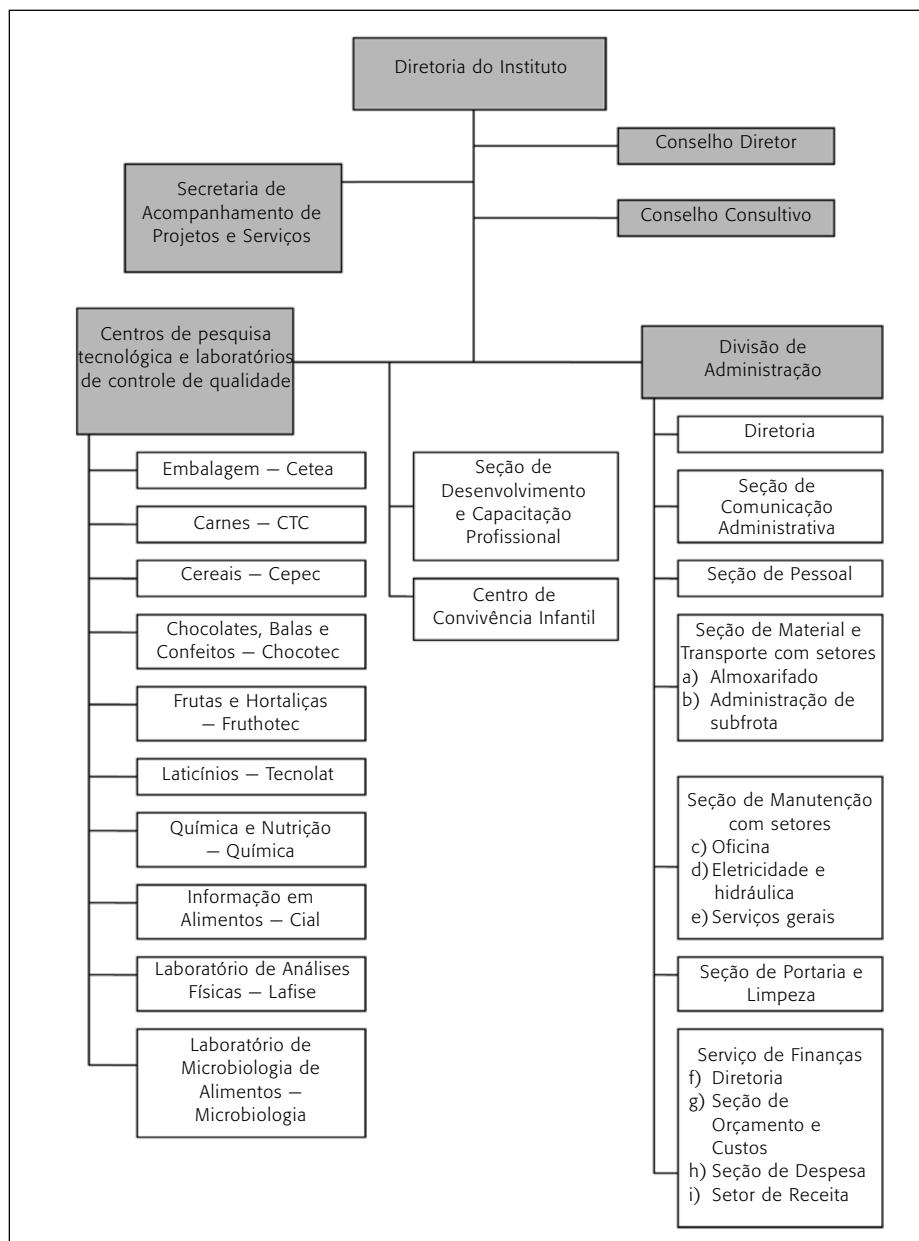 Diretoria do Instituto
Conselho Diretor
Secretaria de
Acompanhamento de
Projetos e Serviços
Conselho Consultivo
Centros de pesquisa
tecnológica e laboratórios
de controle de qualidade
Divisão de
Administração
Embalagem — Cetea
Carnes — CTC
Cereais — Cepec
Chocolates, Balas e
Confeitos — Chocotec
Frutas e Hortaliças
— Fruthotec
Laticínios — Tecnolat
Química e Nutrição
— Química
Informação em
Alimentos — Cial
Laboratório de Análises
Físicas — Lafise
Laboratório de
Microbiologia de
Alimentos —
Microbiologia
Seção de
Desenvolvimento
e Capacitação
Profissional
Centro de
Convivência Infantil
Diretoria
Seção de
Comunicação
Administrativa
Seção de Pessoal
Seção de Material e
Transporte com setores
a) Almoxarifado
b) Administração de
subfrota
Seção de Manutenção
com setores
c) Oficina
d) Eletricidade e
hidráulica
e) Serviços gerais
Seção de Portaria e
Limpeza
Serviço de Finanças
f) Diretoria
g) Seção de
Orçamento e
Custos
h) Seção de Despesa
i) Setor de Receita